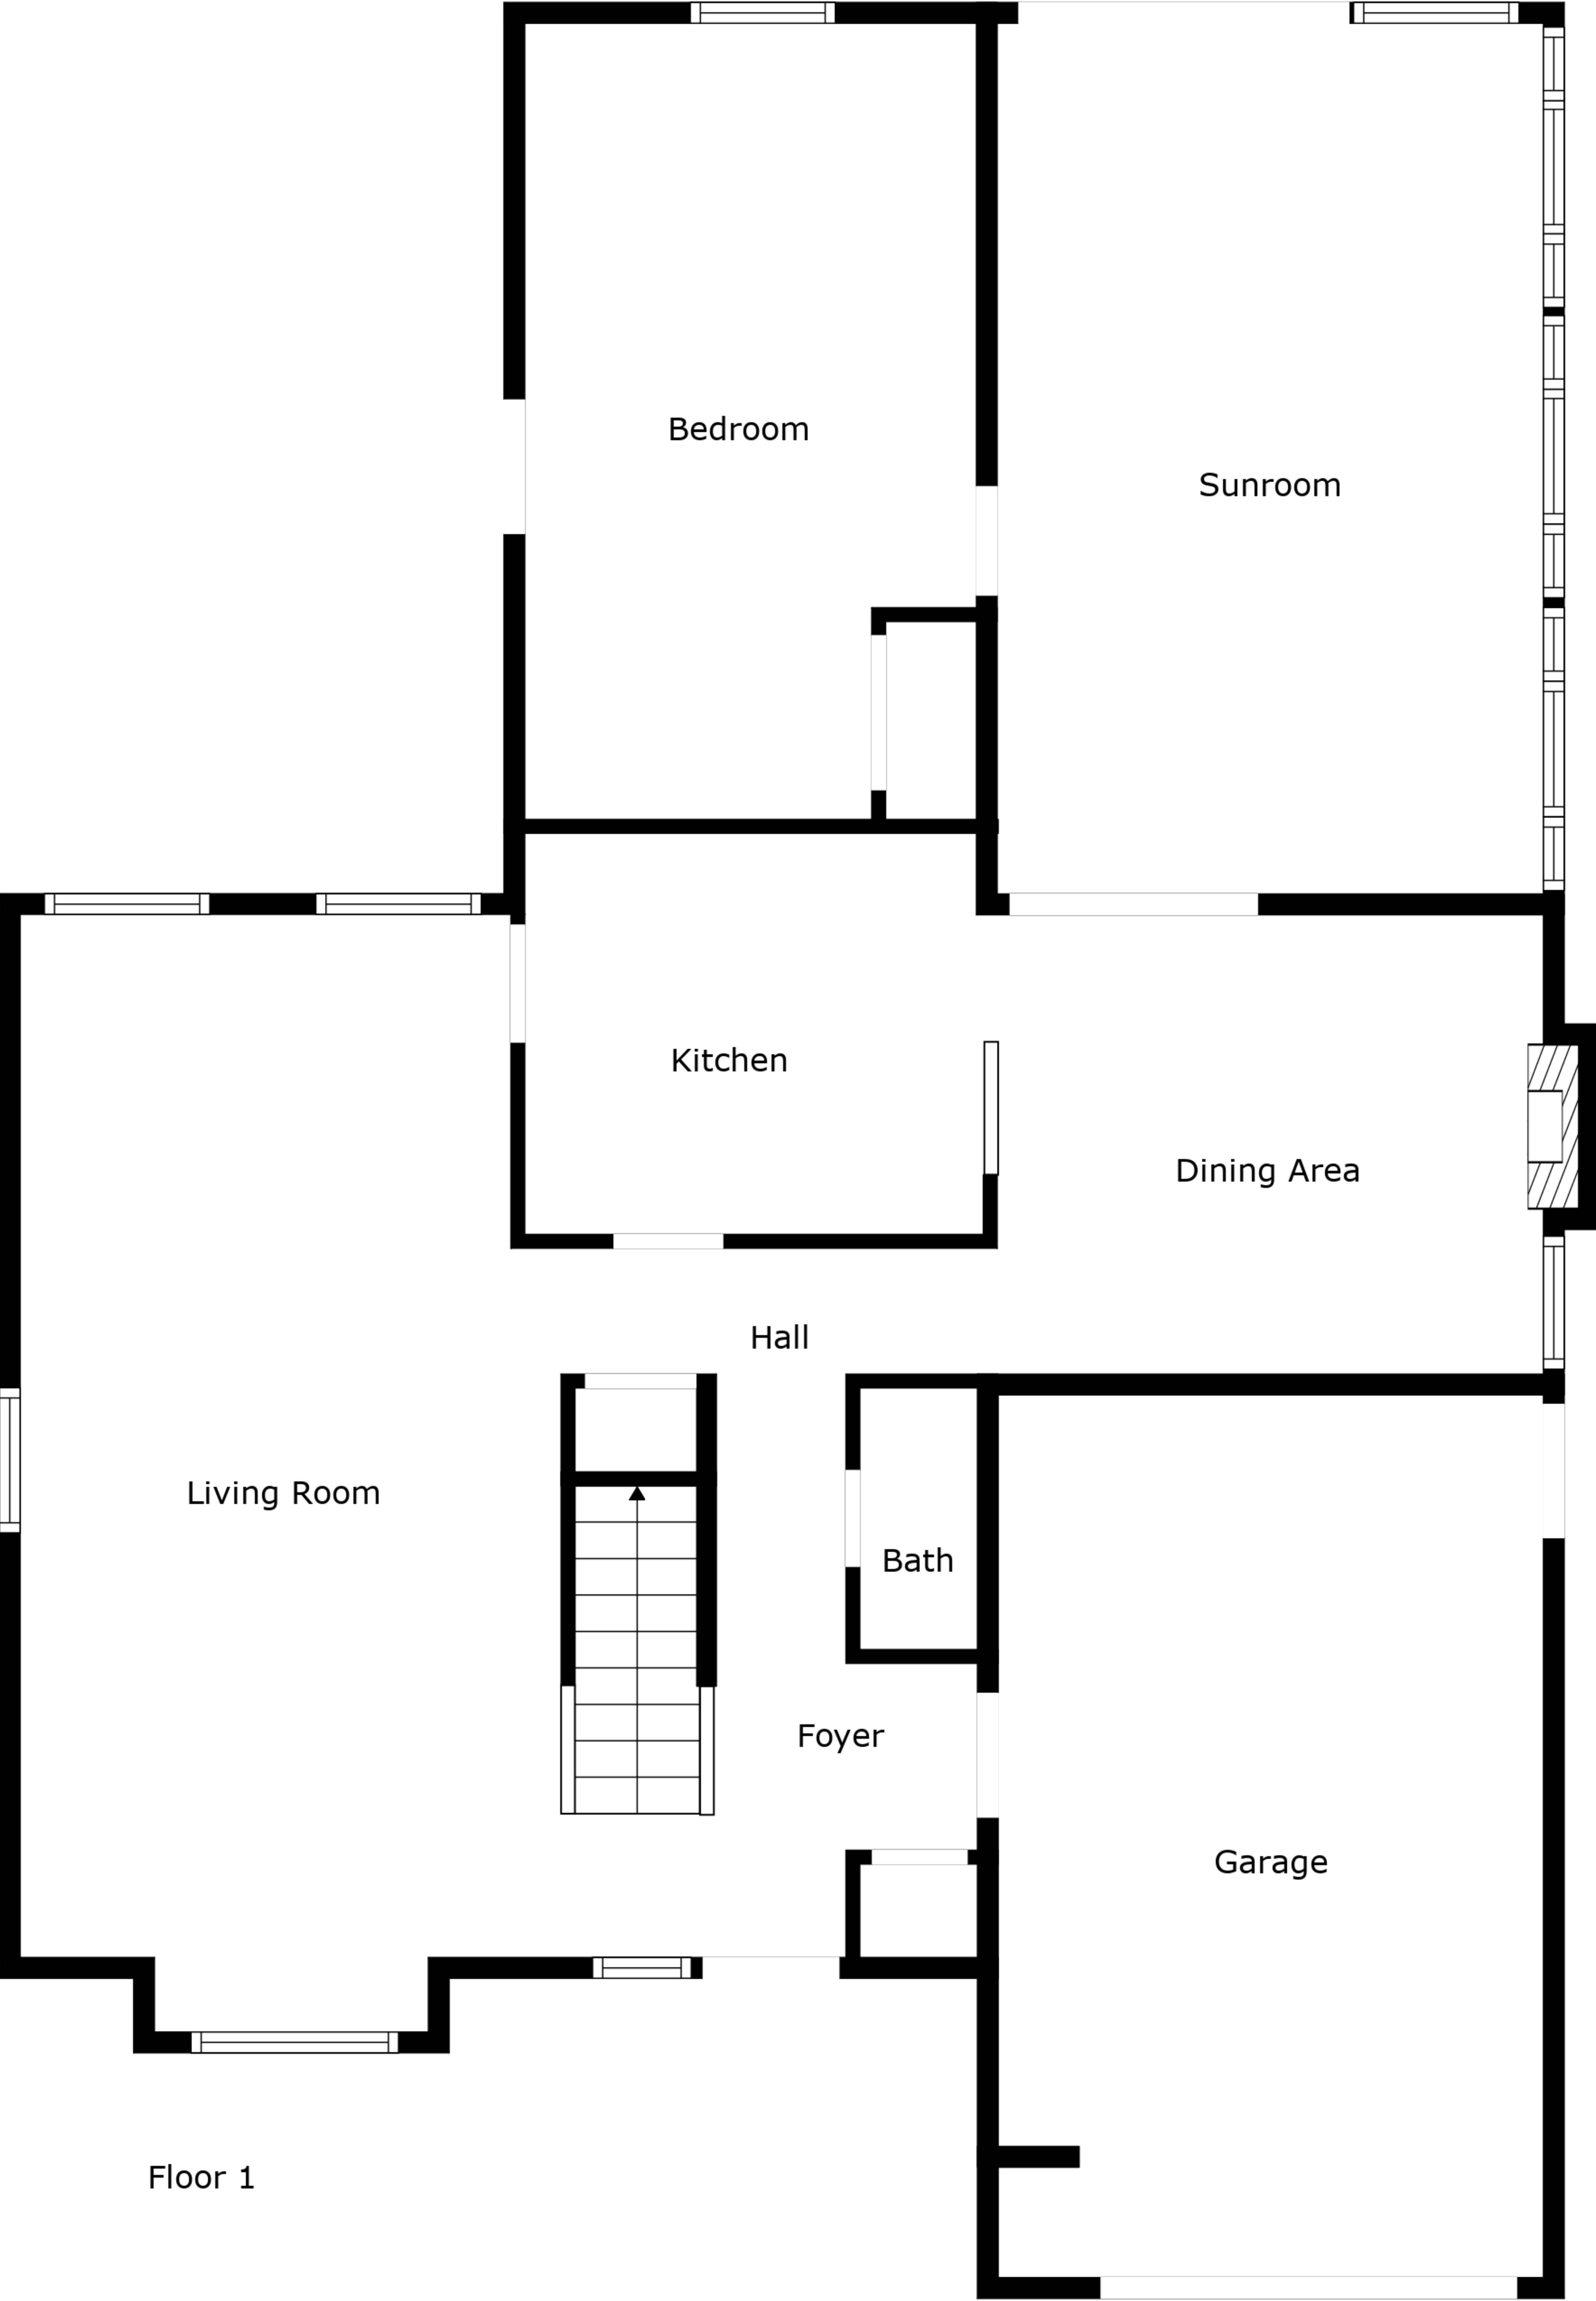 Bedroom
Sunroom
Kitchen
Dining Area
Hall
Living Room
Bath
Foyer
Garage
Floor 1